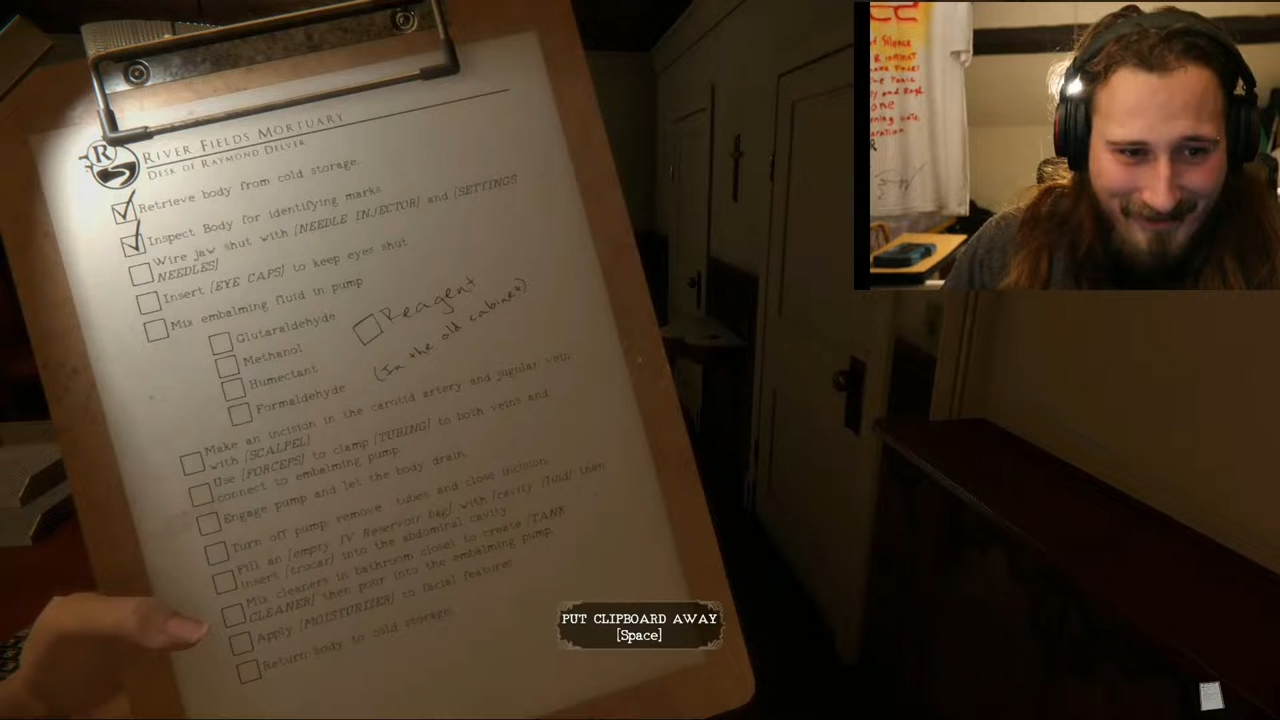 RIVER FIELDS MORTUARY
DESK OF RAYMOND DELVER
Retrieve body from cold storage.
Inspect Body for identifying marks
Wire jaw shut with [NEEDLE INJECTOR] and [SETTINGS
NEEDLES]
Insert [EYE CAPS] to keep eyes shut
Mix embalming fluid in pump
Glutaraldehyde
Methanol
Humectant
Formaldehyde
Reagent
(In the old cabinet)
Make an incision in the carotid artery and jugular vein
with [SCALPEL]
Use [FORCEPS] to clamp [TUBING] to both veins and
connect to embalming pump
Engage pump and let the body drain.
Turn off pump, remove tubes and close incision.
Fill an [empty IV Reservoir bag] with [cavity fluid] then
insert [trocar] into the abdominal cavity
Mix cleaners in bathroom closet to create [TANK
CLEANER] then pour into the embalming pump.
Apply [MOISTURIZER] to facial features
Return body to cold storage.
PUT CLIPBOARD AWAY
[Space]
R
of Silence
one